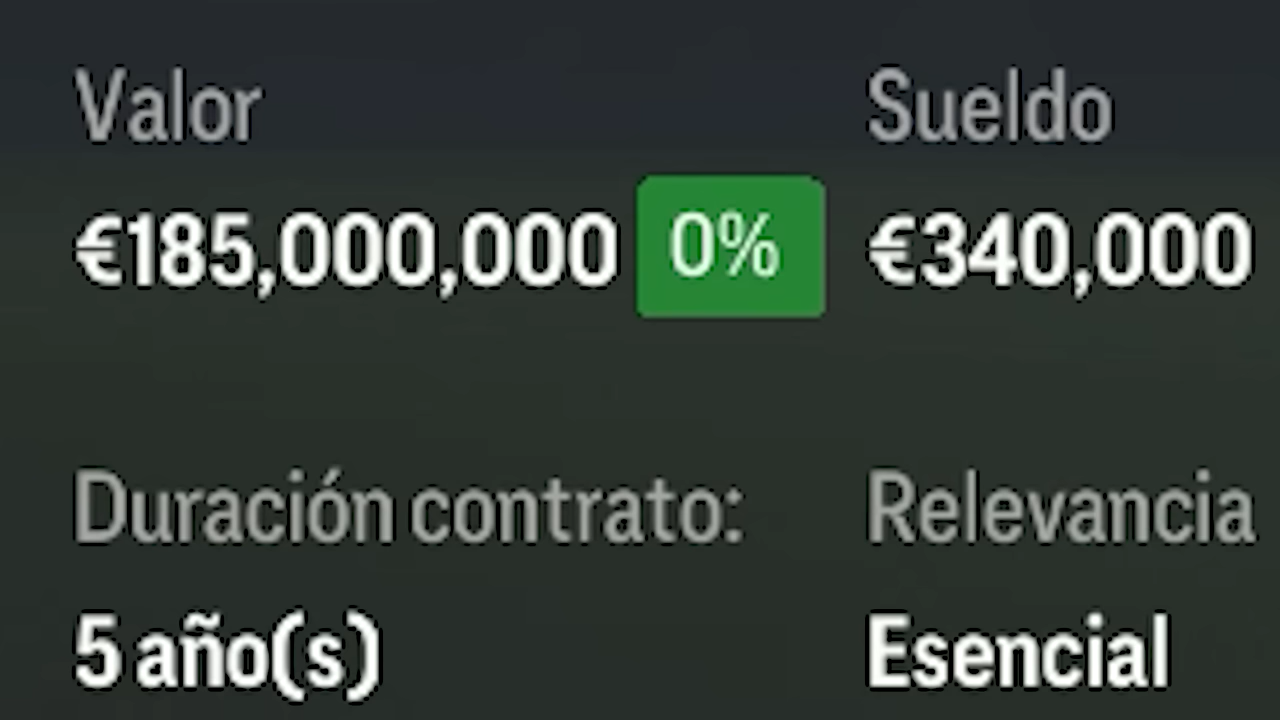 Valor Sueldo
€185,000,000 0% €340,000
Duración contrato: Relevancia
5 año(s) Esencial